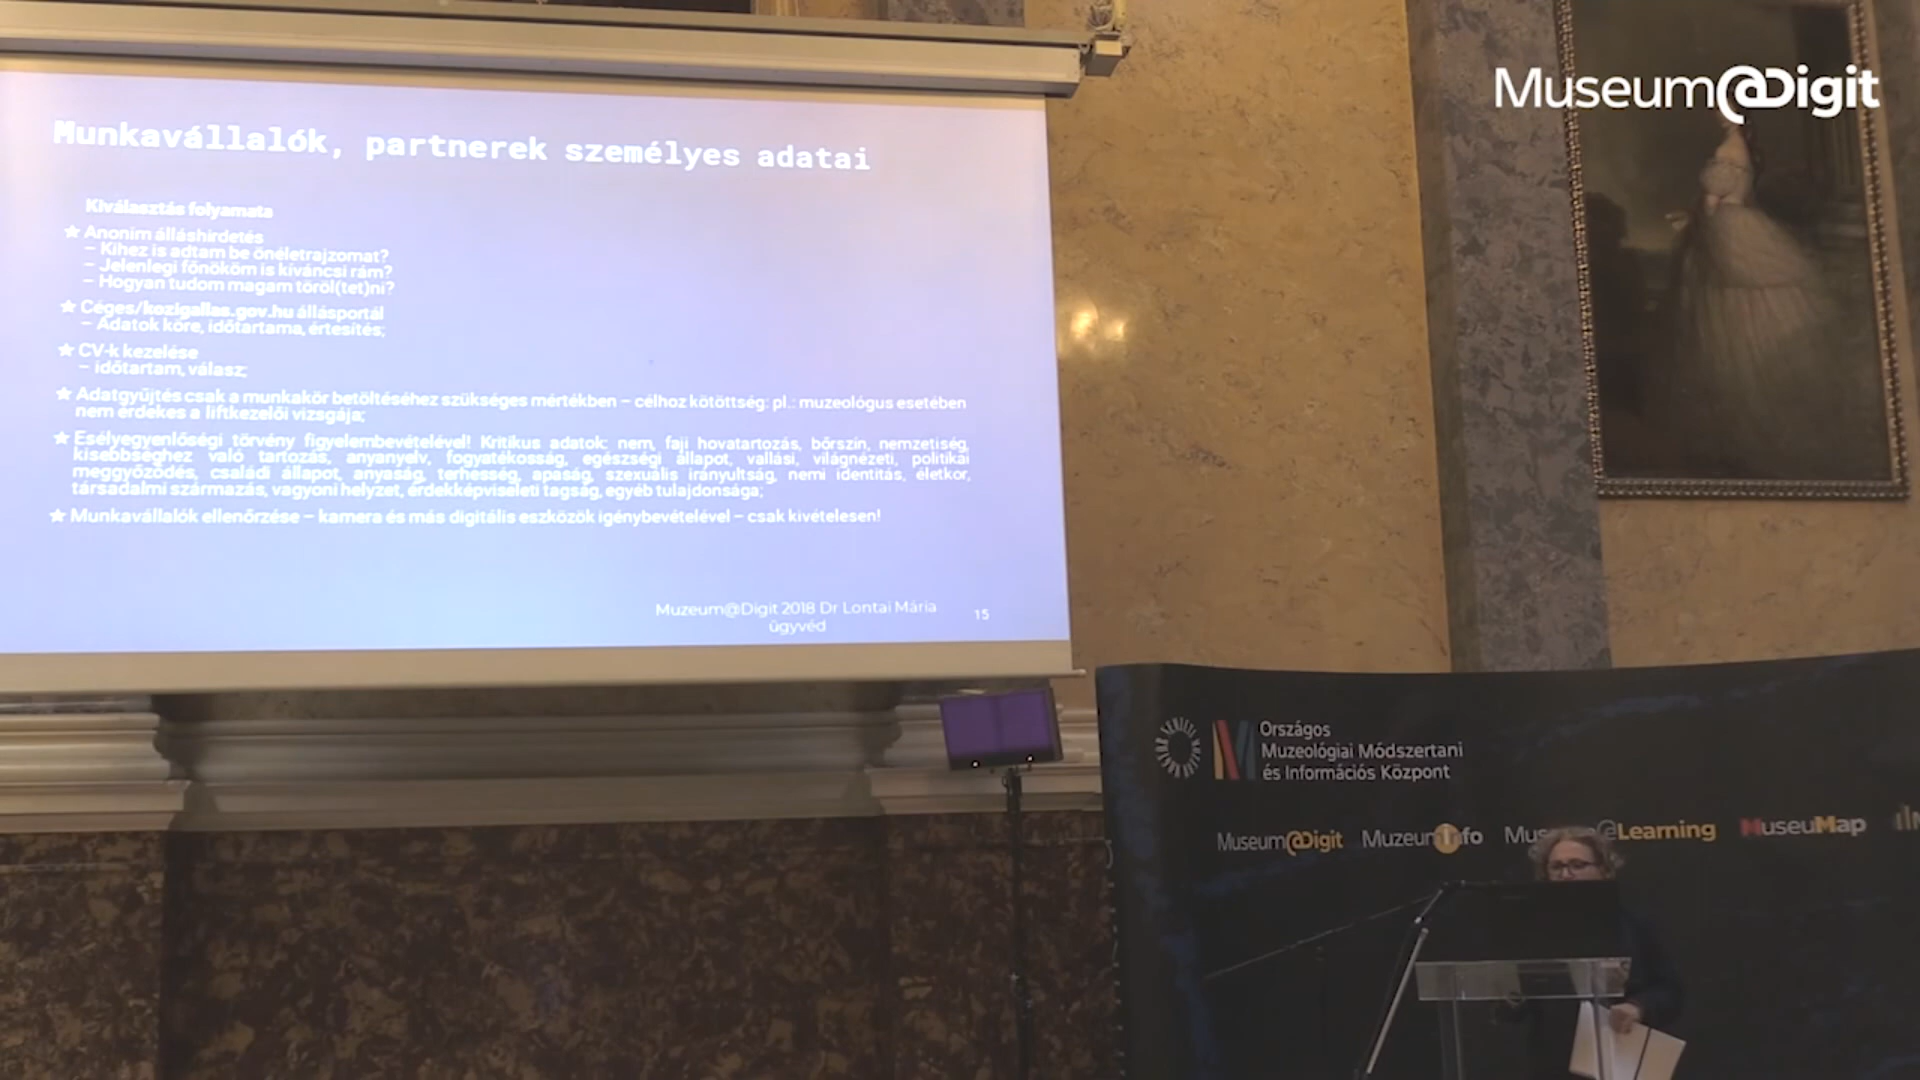 Museum@Digit
Munkavállalók, partnerek személyes adatai
Kiválasztás folyamata
★ Anonim álláshirdetés
– Kihez is adtam be önéletrajzomat?
– Jelenlegi főnököm is kíváncsi rám?
– Hogyan tudom magam töröl(tet)ni?
★ Céges/kozigallas.gov.hu állásportál
– Adatok köre, időtartama, értesítés;
★ CV-k kezelése
– időtartam, válasz;
★ Adatgyűjtés csak a munkakör betöltéséhez szükséges mértékben – célhoz kötöttség: pl.: muzeológus esetében
nem érdekes a liftkezelői vizsgája;
★ Esélyegyenlőségi törvény figyelembevételével! Kritikus adatok: nem, faji hovatartozás, bőrszín, nemzetiség,
kisebbséghez való tartozás, anyanyelv, fogyatékosság, egészségi állapot, vallási, világnézeti, politikai
meggyőződés, családi állapot, anyaság, terhesség, apaság, szexuális irányultság, nemi identitás, életkor,
társadalmi származás, vagyoni helyzet, érdekképviseleti tagság, egyéb tulajdonsága;
★ Munkavállalók ellenőrzése – kamera és más digitális eszközök igénybevételével – csak kivételesen!
Muzeum@Digit 2018 Dr Lontai Mária
ügyvéd
15
Országos
Muzeológiai Módszertani
és Információs Központ
Museum@Digit MuzeumInfo eLearning MuseuMap